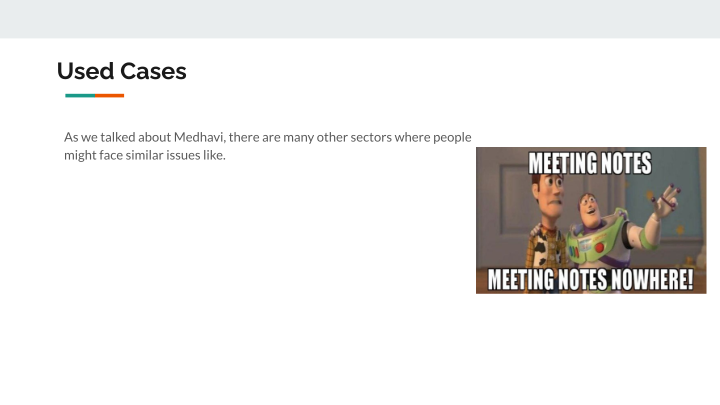 Used Cases
As we talked about Medhavi, there are many other sectors where people
might face similar issues like.
MEETING NOTES
MEETING NOTES NOWHERE!